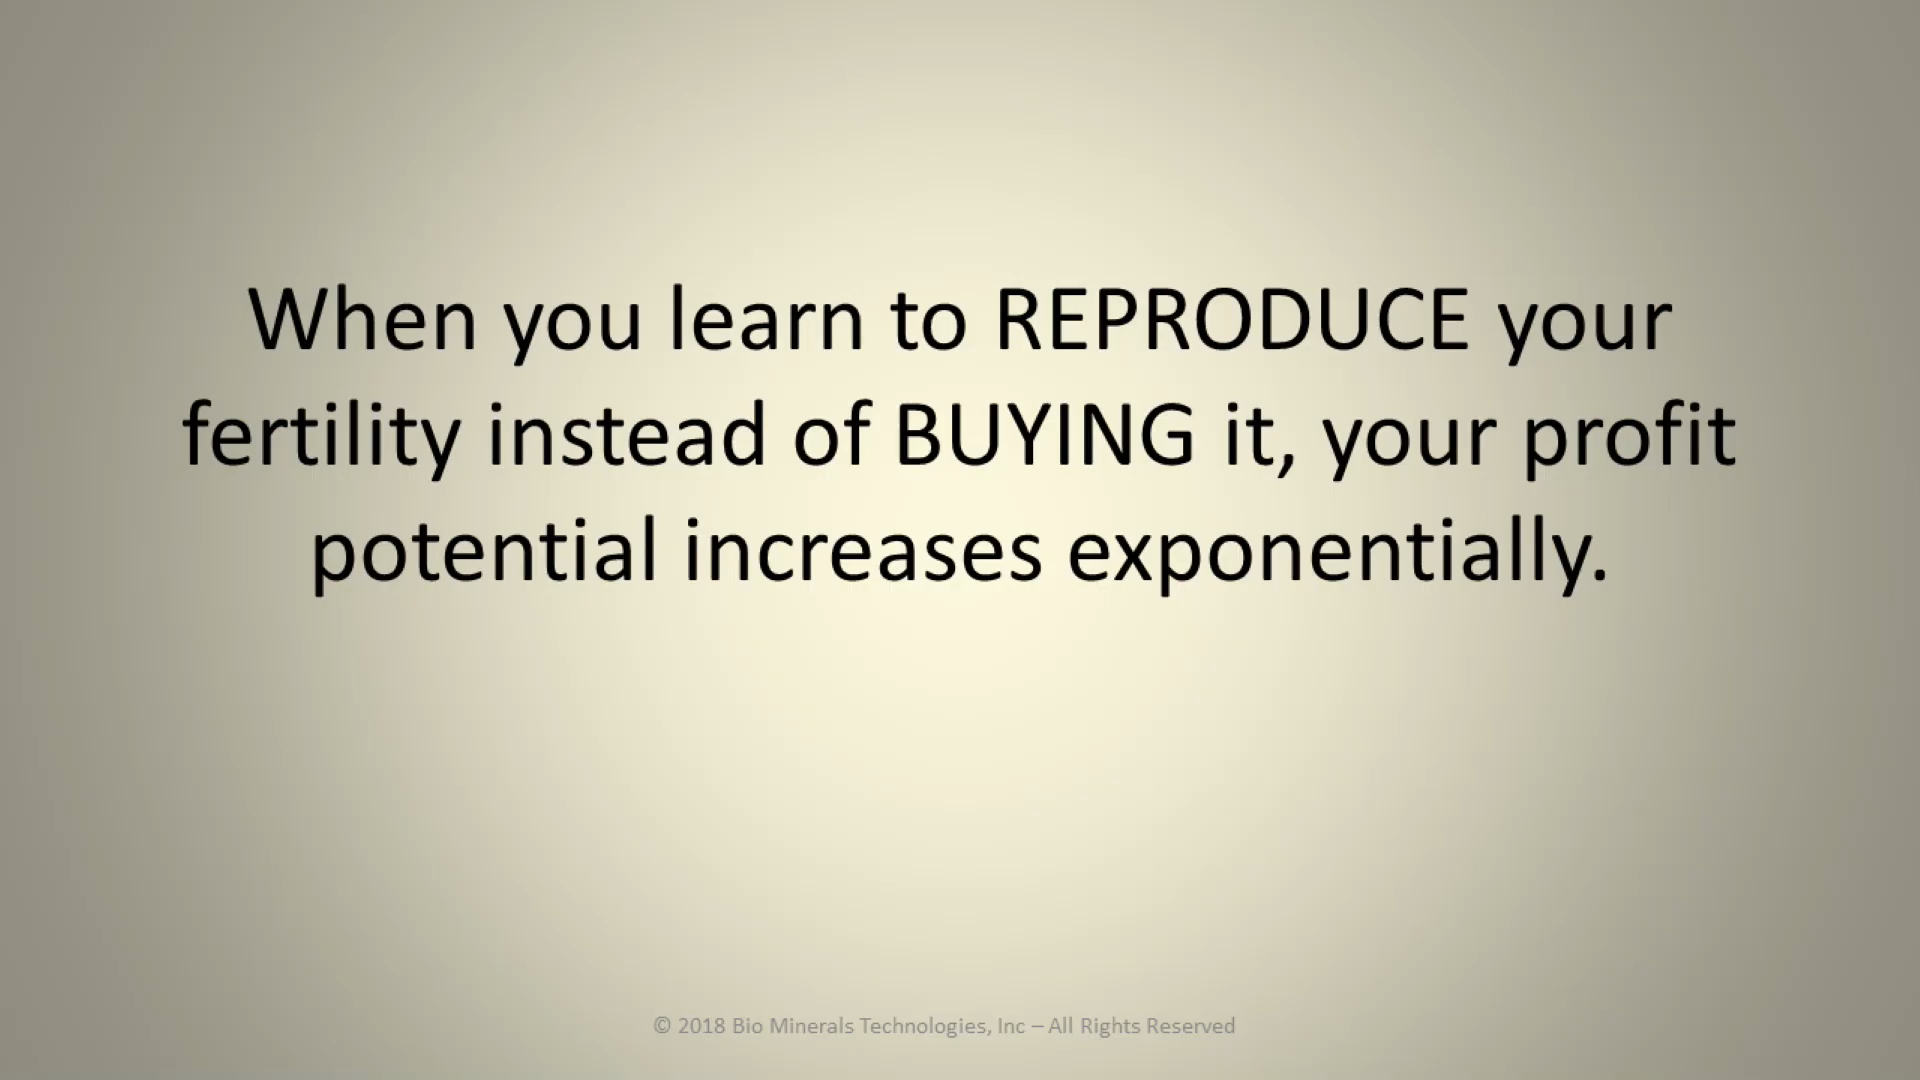 When you learn to REPRODUCE your
fertility instead of BUYING it, your profit
potential increases exponentially.
© 2018 Bio Minerals Technologies, Inc – All Rights Reserved